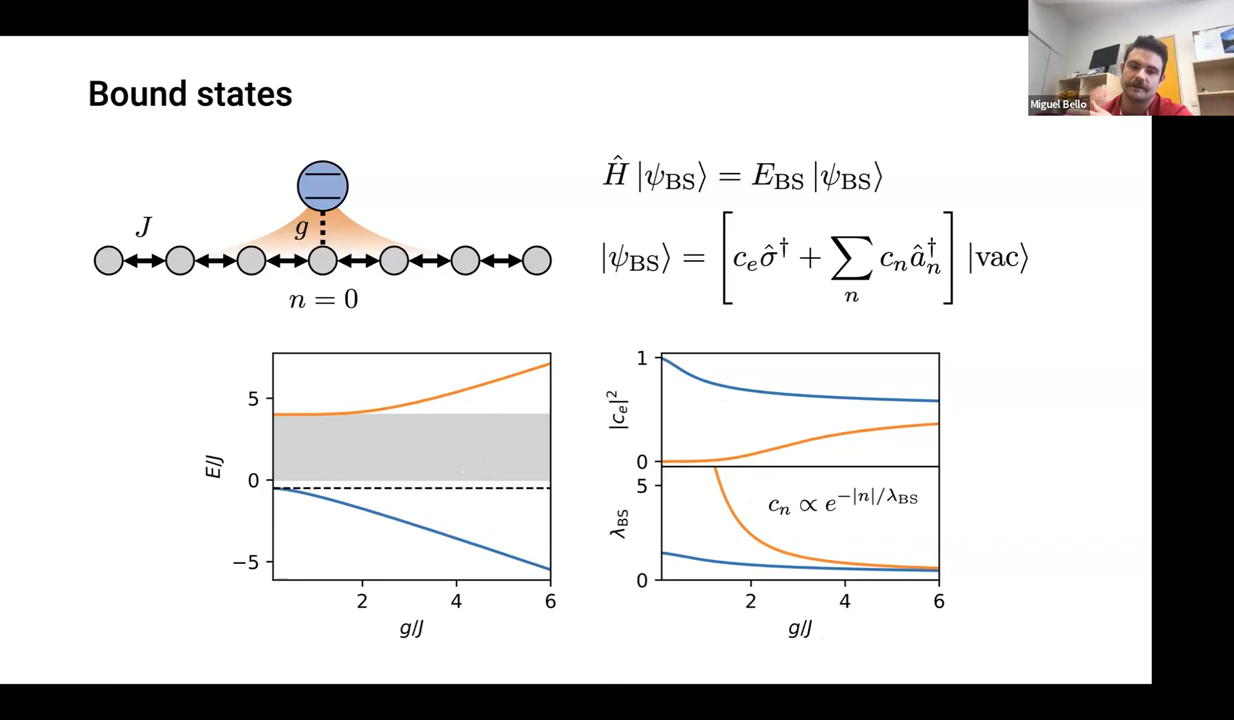 Miguel Bello
Bound states
J
g
n = 0
Ĥ |ψ_BS⟩ = E_BS |ψ_BS⟩
|ψ_BS⟩ = [c_e σ̂† + ∑_n c_n â_n†] |vac⟩
E/J
5
0
−5
2 4 6
g/J
|c_e|²
1
0
λ_BS
5
0
c_n ∝ e^{−|n|/λ_BS}
2 4 6
g/J